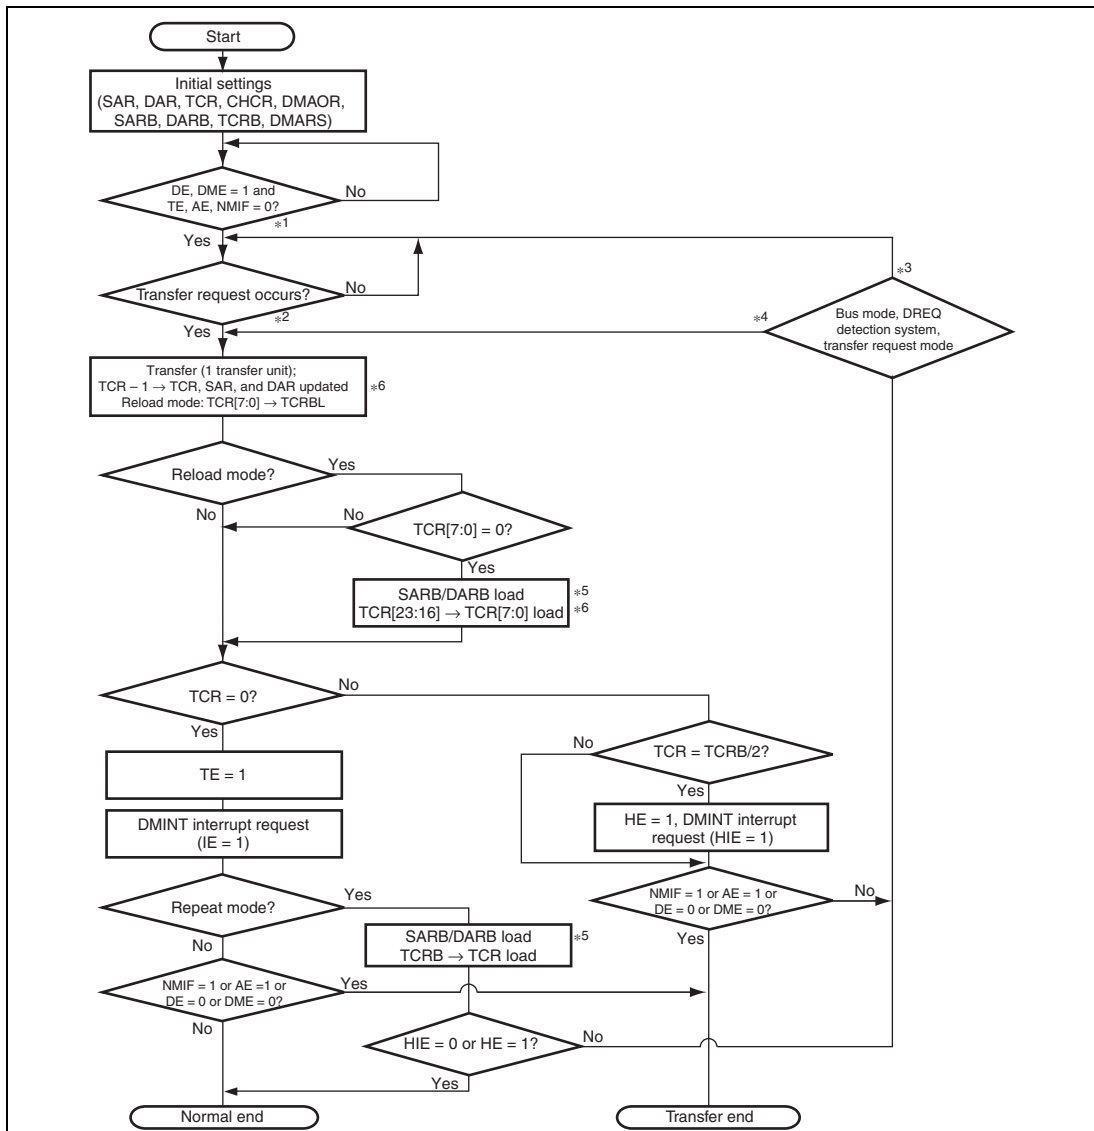 Start
Initial settings
(SAR, DAR, TCR, CHCR, DMAOR,
SARB, DARB, TCRB, DMARS)
DE, DME = 1 and
TE, AE, NMIF = 0?
No
*1
Yes
Transfer request occurs?
No
*2
Yes
*3
Bus mode, DREQ
detection system,
transfer request mode
*4
Transfer (1 transfer unit);
TCR – 1 → TCR, SAR, and DAR updated
Reload mode: TCR[7:0] → TCRBL
*6
Reload mode?
Yes
No
TCR[7:0] = 0?
No
Yes
SARB/DARB load
TCR[23:16] → TCR[7:0] load
*5
*6
TCR = 0?
No
Yes
TCR = TCRB/2?
No
Yes
TE = 1
HE = 1, DMINT interrupt
request (HIE = 1)
DMINT interrupt request
(IE = 1)
NMIF = 1 or AE = 1 or
DE = 0 or DME = 0?
No
Yes
Repeat mode?
Yes
No
SARB/DARB load
TCRB → TCR load
*5
NMIF = 1 or AE =1 or
DE = 0 or DME = 0?
Yes
No
HIE = 0 or HE = 1?
No
Yes
Normal end
Transfer end